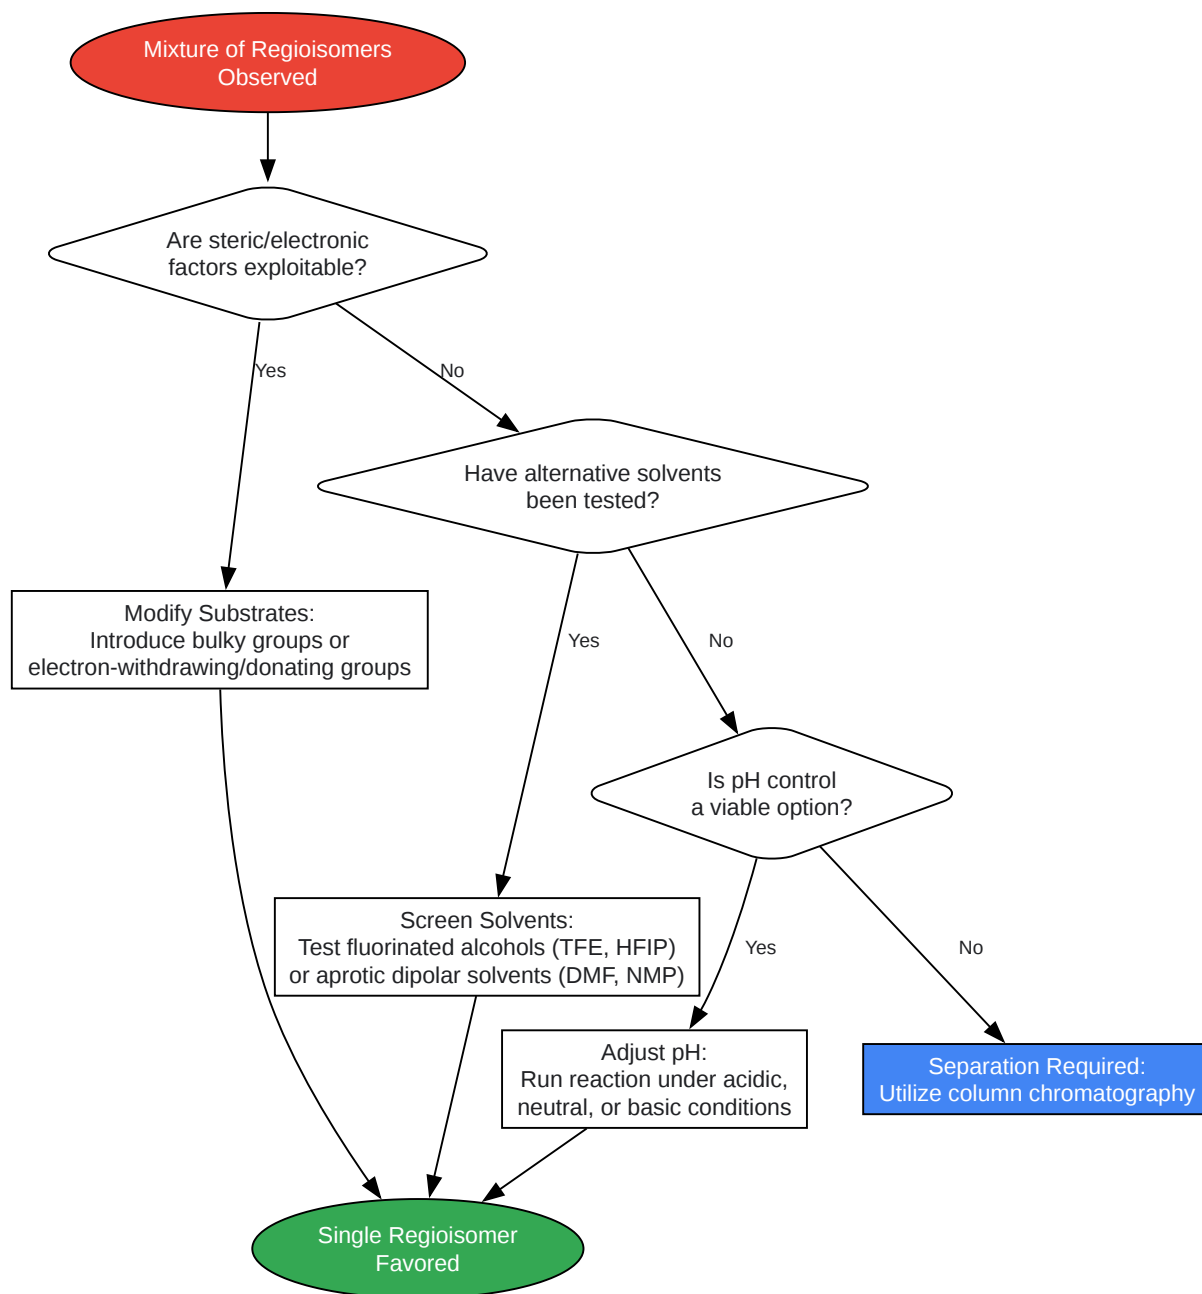 Mixture of Regioisomers
Observed
Are steric/electronic
factors exploitable?
Yes
No
Have alternative solvents
been tested?
Modify Substrates:
Introduce bulky groups or
electron-withdrawing/donating groups
Yes
No
Is pH control
a viable option?
Screen Solvents:
Test fluorinated alcohols (TFE, HFIP)
or aprotic dipolar solvents (DMF, NMP)
Yes
No
Adjust pH:
Run reaction under acidic,
neutral, or basic conditions
Separation Required:
Utilize column chromatography
Single Regioisomer
Favored